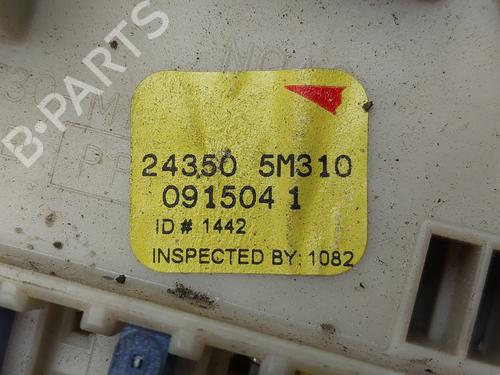 B-PARTS
24350 5M310
091504 1
ID # 1442
INSPECTED BY: 1082